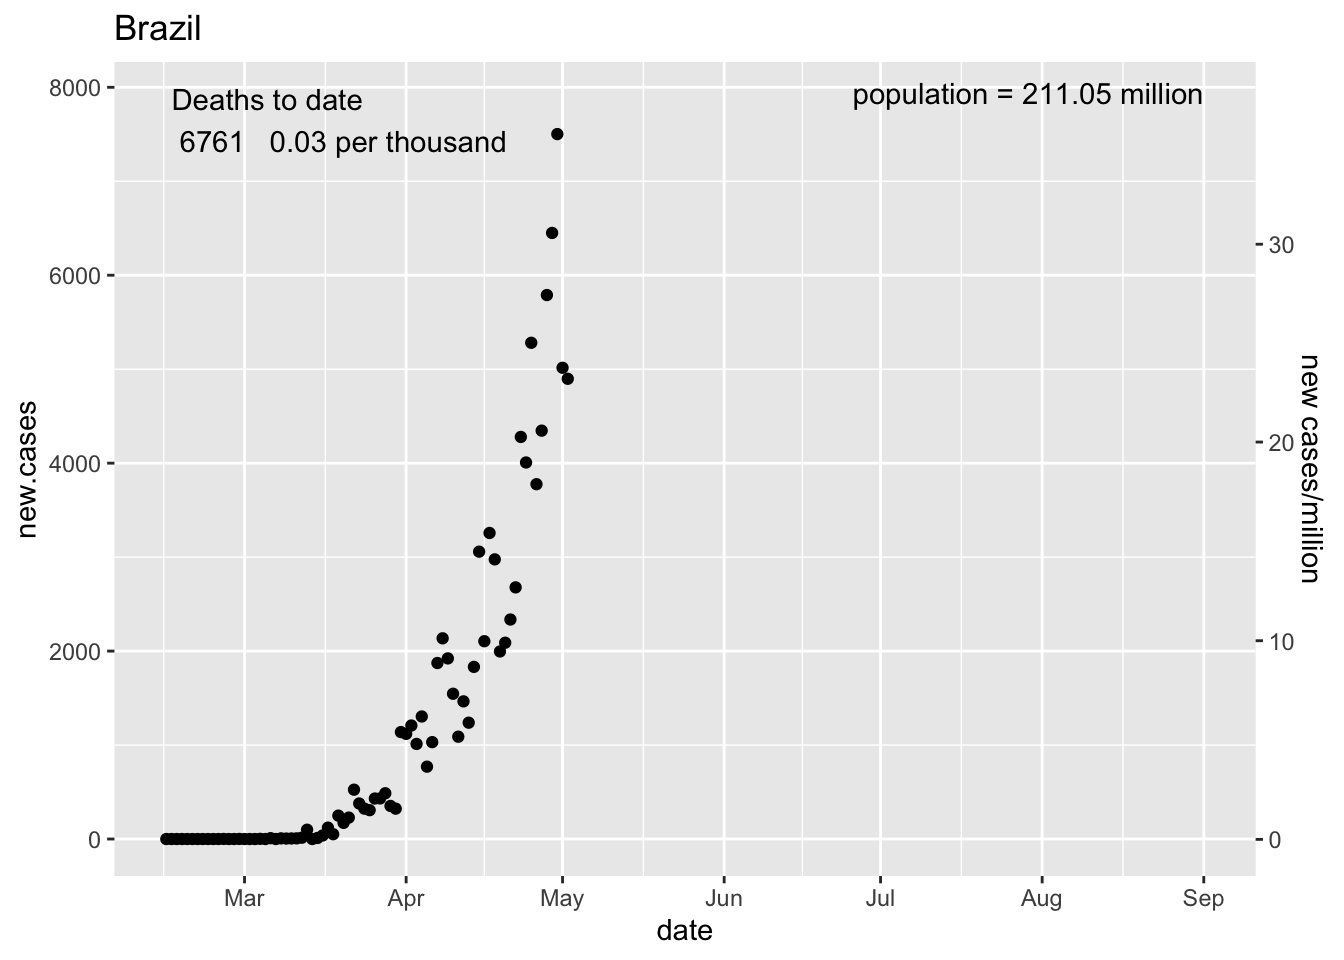 Brazil
Deaths to date
6761   0.03 per thousand
population = 211.05 million
new.cases
8000
6000
4000
2000
0
30
20
10
0
new cases/million
Mar Apr May Jun Jul Aug Sep
date